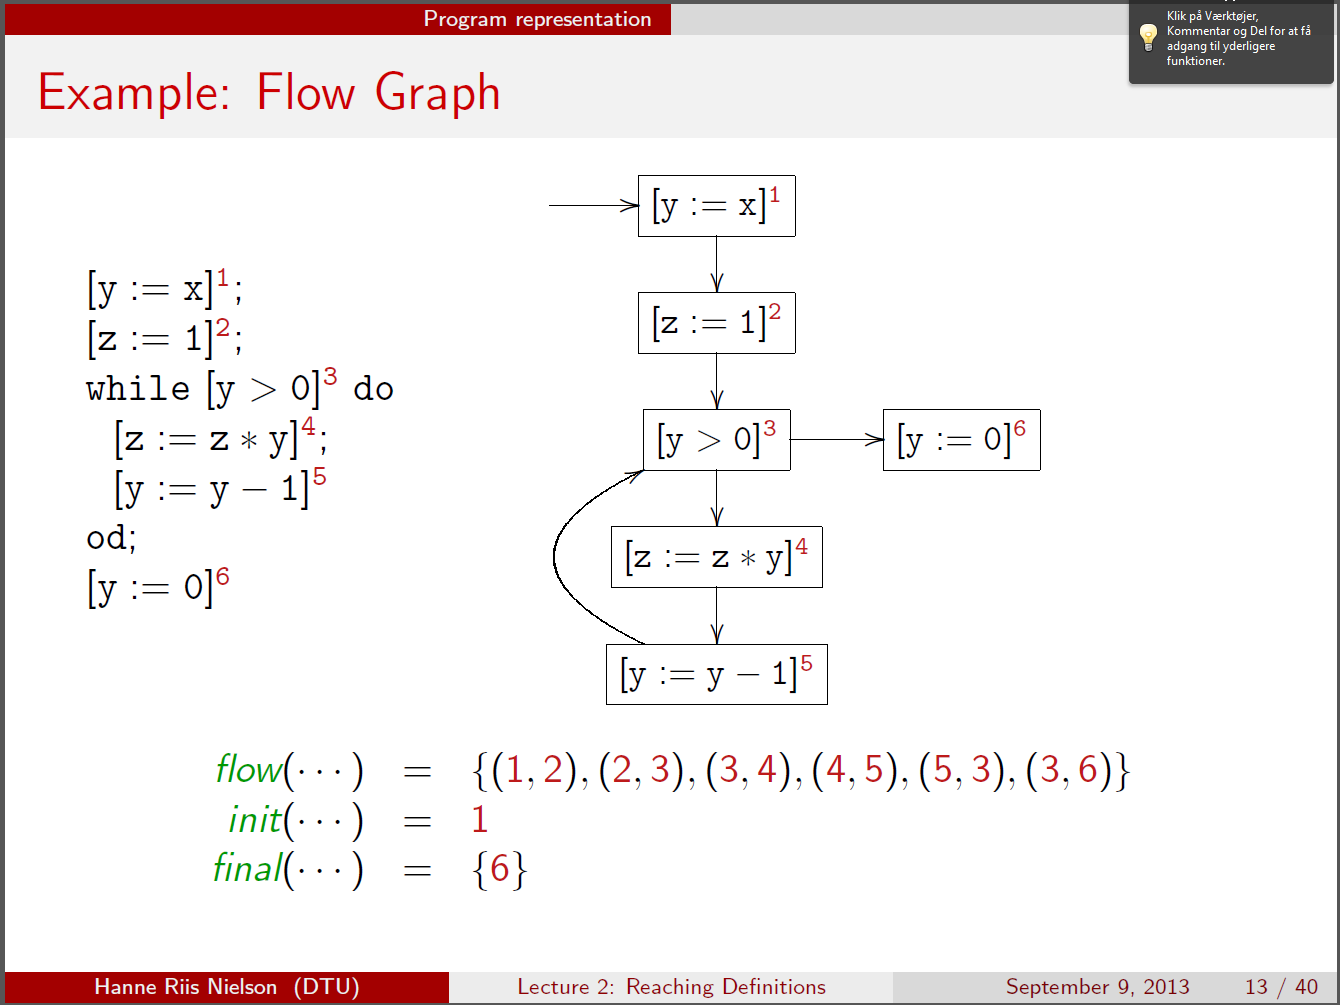 Program representation
Klik på Værktøjer,
Kommentar og Del for at få
adgang til yderligere
funktioner.
Example: Flow Graph
[y := x]¹;
[z := 1]²;
while [y > 0]³ do
[z := z ∗ y]⁴;
[y := y − 1]⁵
od;
[y := 0]⁶
[y := x]¹
[z := 1]²
[y > 0]³
[y := 0]⁶
[z := z ∗ y]⁴
[y := y − 1]⁵
flow(· · ·) = {(1, 2), (2, 3), (3, 4), (4, 5), (5, 3), (3, 6)}
init(· · ·) = 1
final(· · ·) = {6}
Hanne Riis Nielson (DTU)
Lecture 2: Reaching Definitions
September 9, 2013
13 / 40